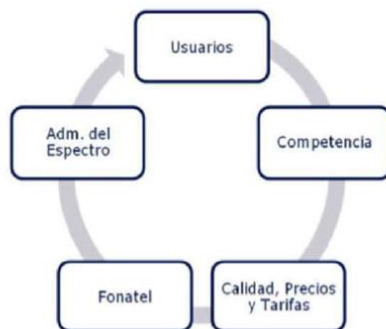 Usuarios
Competencia
Calidad, Precios
y Tarifas
Fonatel
Adm. del
Espectro